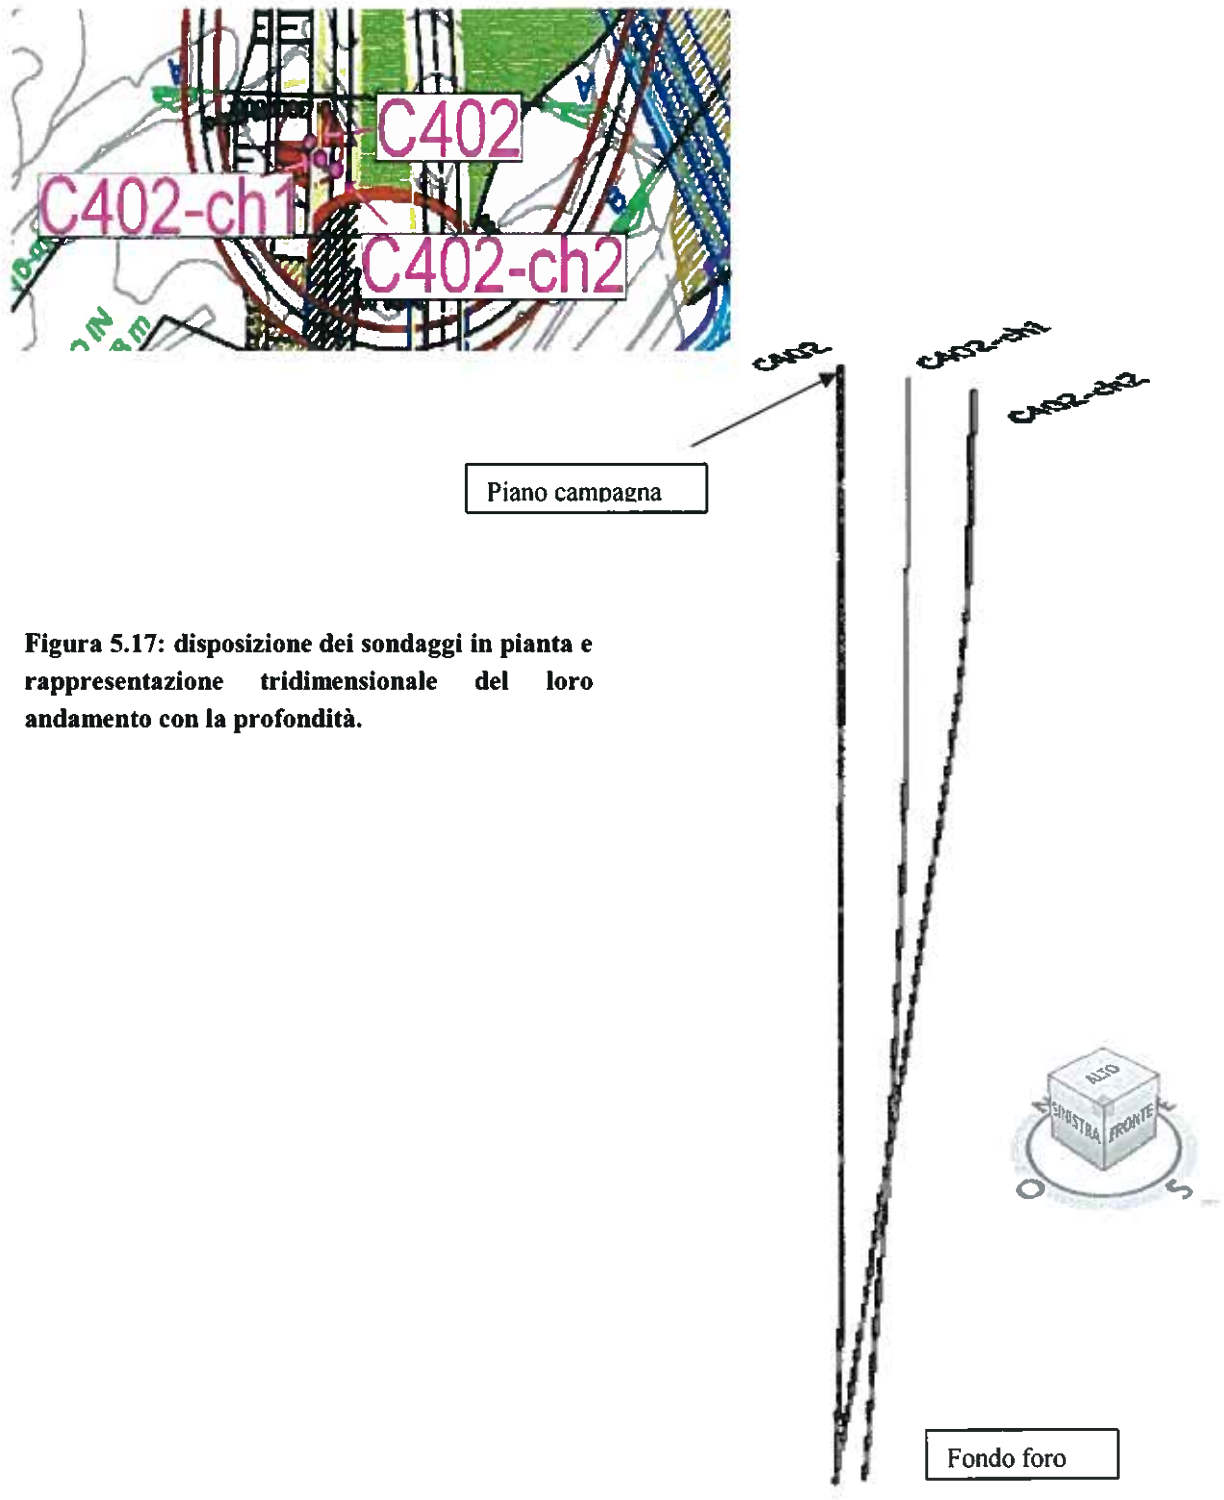 C402
C402-ch1
C402-ch2
C402
C402-ch1
C402-ch2
Piano campagna
Figura 5.17: disposizione dei sondaggi in pianta e
rappresentazione tridimensionale del loro
andamento con la profondità.
ALTO
SINISTRA
FRONTE
O
S
Fondo foro